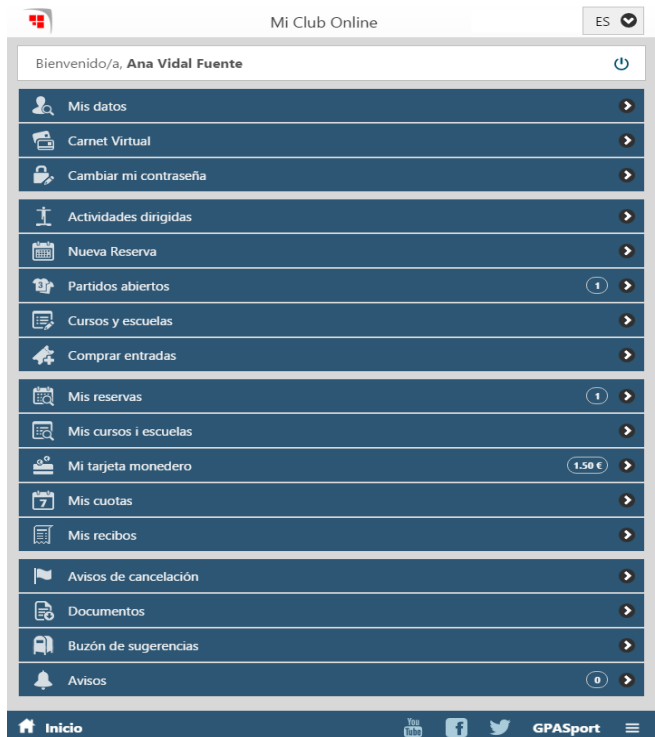 Mi Club Online
ES
Bienvenido/a, Ana Vidal Fuente
Mis datos
Carnet Virtual
Cambiar mi contraseña
Actividades dirigidas
Nueva Reserva
Partidos abiertos 1
Cursos y escuelas
Comprar entradas
Mis reservas 1
Mis cursos i escuelas
Mi tarjeta monedero 1.50 €
7 Mis cuotas
Mis recibos
Avisos de cancelación
Documentos
Buzón de sugerencias
Avisos 0
Inicio You Tube f GPASport